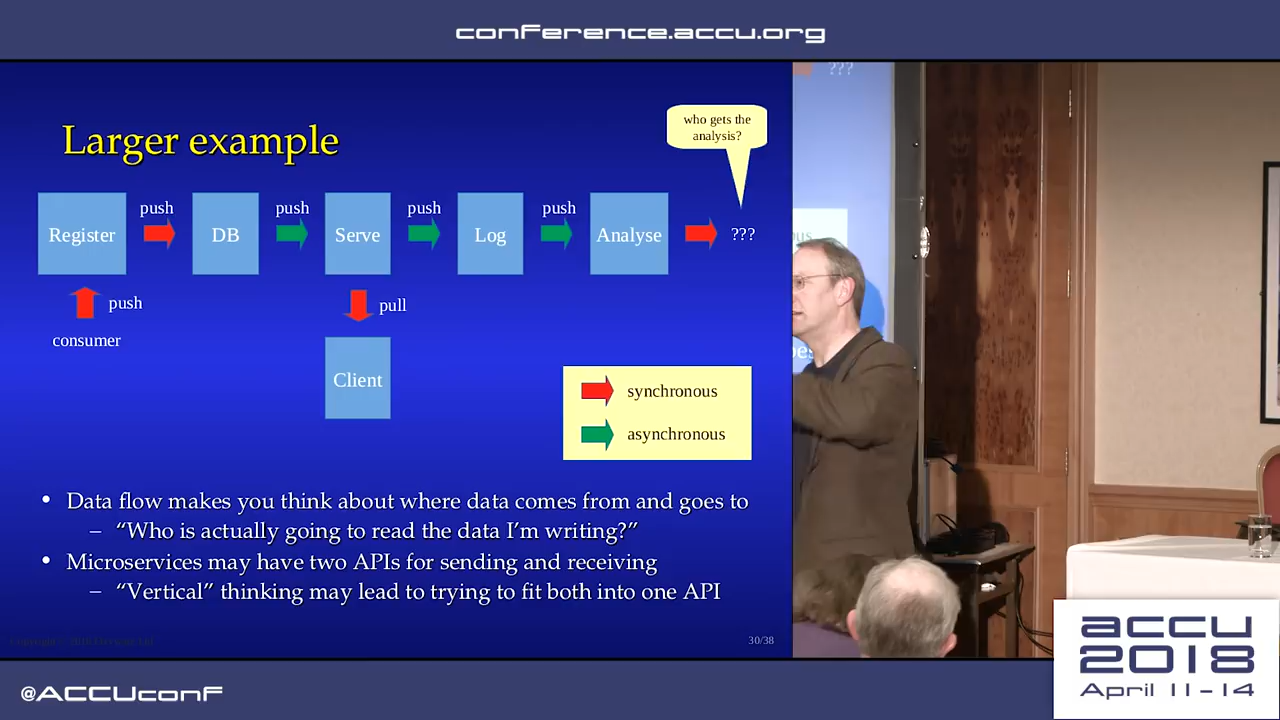 conference.accu.org
???
Larger example
who gets the
analysis?
push
push
push
push
Register
DB
Serve
Log
Analyse
???
push
pull
consumer
Client
synchronous
asynchronous
• Data flow makes you think about where data comes from and goes to
– “Who is actually going to read the data I’m writing?”
• Microservices may have two APIs for sending and receiving
– “Vertical” thinking may lead to trying to fit both into one API
30/38
accu
2018
April 11-14
@ACCUconf